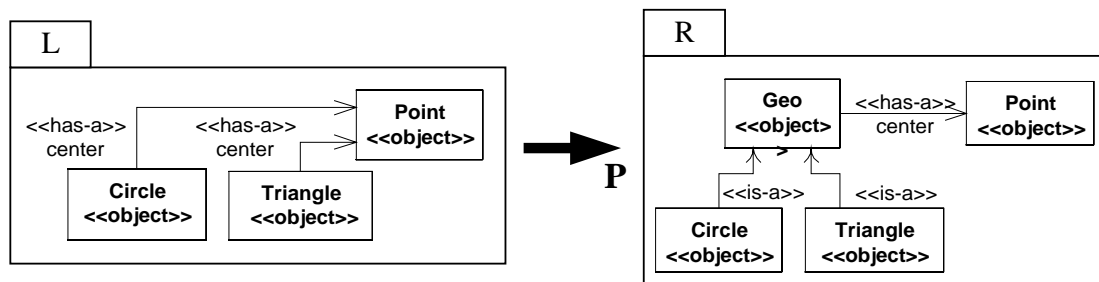 L
<<has-a>>
center
<<has-a>>
center
Point
<<object>>
Circle
<<object>>
Triangle
<<object>>
P
R
Geo
<<object>
>
<<has-a>>
center
Point
<<object>>
<<is-a>>
<<is-a>>
Circle
<<object>>
Triangle
<<object>>